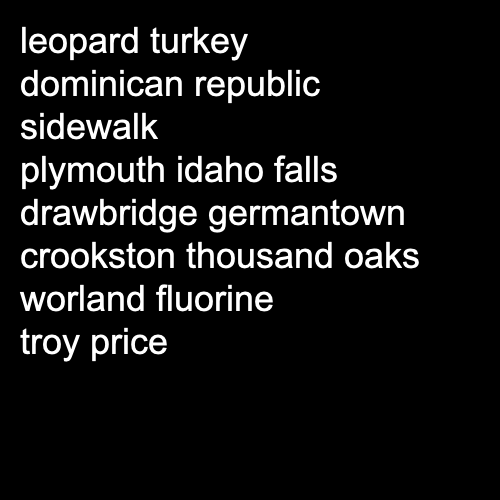 leopard turkey
dominican republic
sidewalk
plymouth idaho falls
drawbridge germantown
crookston thousand oaks
worland fluorine
troy price